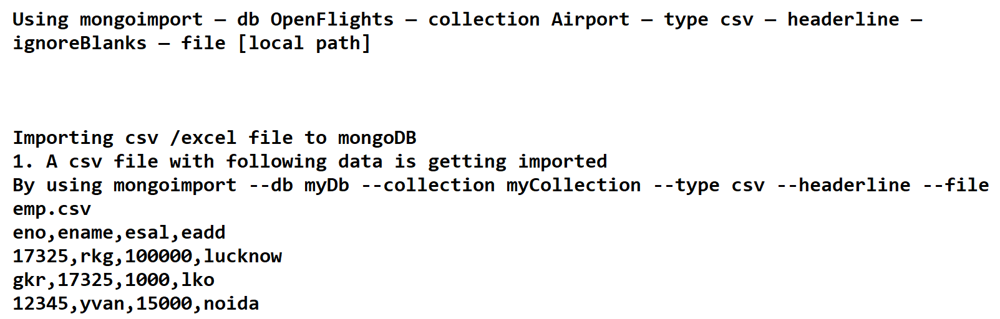 Using mongoimport — db OpenFlights — collection Airport — type csv — headerline —
ignoreBlanks — file [local path]
Importing csv /excel file to mongoDB
1. A csv file with following data is getting imported
By using mongoimport --db myDb --collection myCollection --type csv --headerline --file
emp.csv
eno,ename,esal,eadd
17325,rkg,100000,lucknow
gkr,17325,1000,lko
12345,yvan,15000,noida